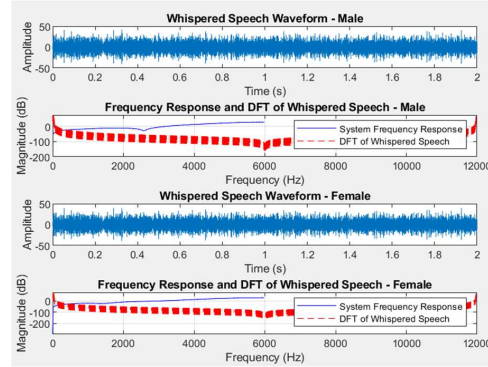 Whispered Speech Waveform - Male
Amplitude
50
0
-50
0 0.2 0.4 0.6 0.8 1 1.2 1.4 1.6 1.8 2
Time (s)
Frequency Response and DFT of Whispered Speech - Male
Magnitude (dB)
0
-100
-200
System Frequency Response
DFT of Whispered Speech
0 2000 4000 6000 8000 10000 12000
Frequency (Hz)
Whispered Speech Waveform - Female
Amplitude
50
0
-50
0 0.2 0.4 0.6 0.8 1 1.2 1.4 1.6 1.8 2
Time (s)
Frequency Response and DFT of Whispered Speech - Female
Magnitude (dB)
0
-100
-200
System Frequency Response
DFT of Whispered Speech
0 2000 4000 6000 8000 10000 12000
Frequency (Hz)